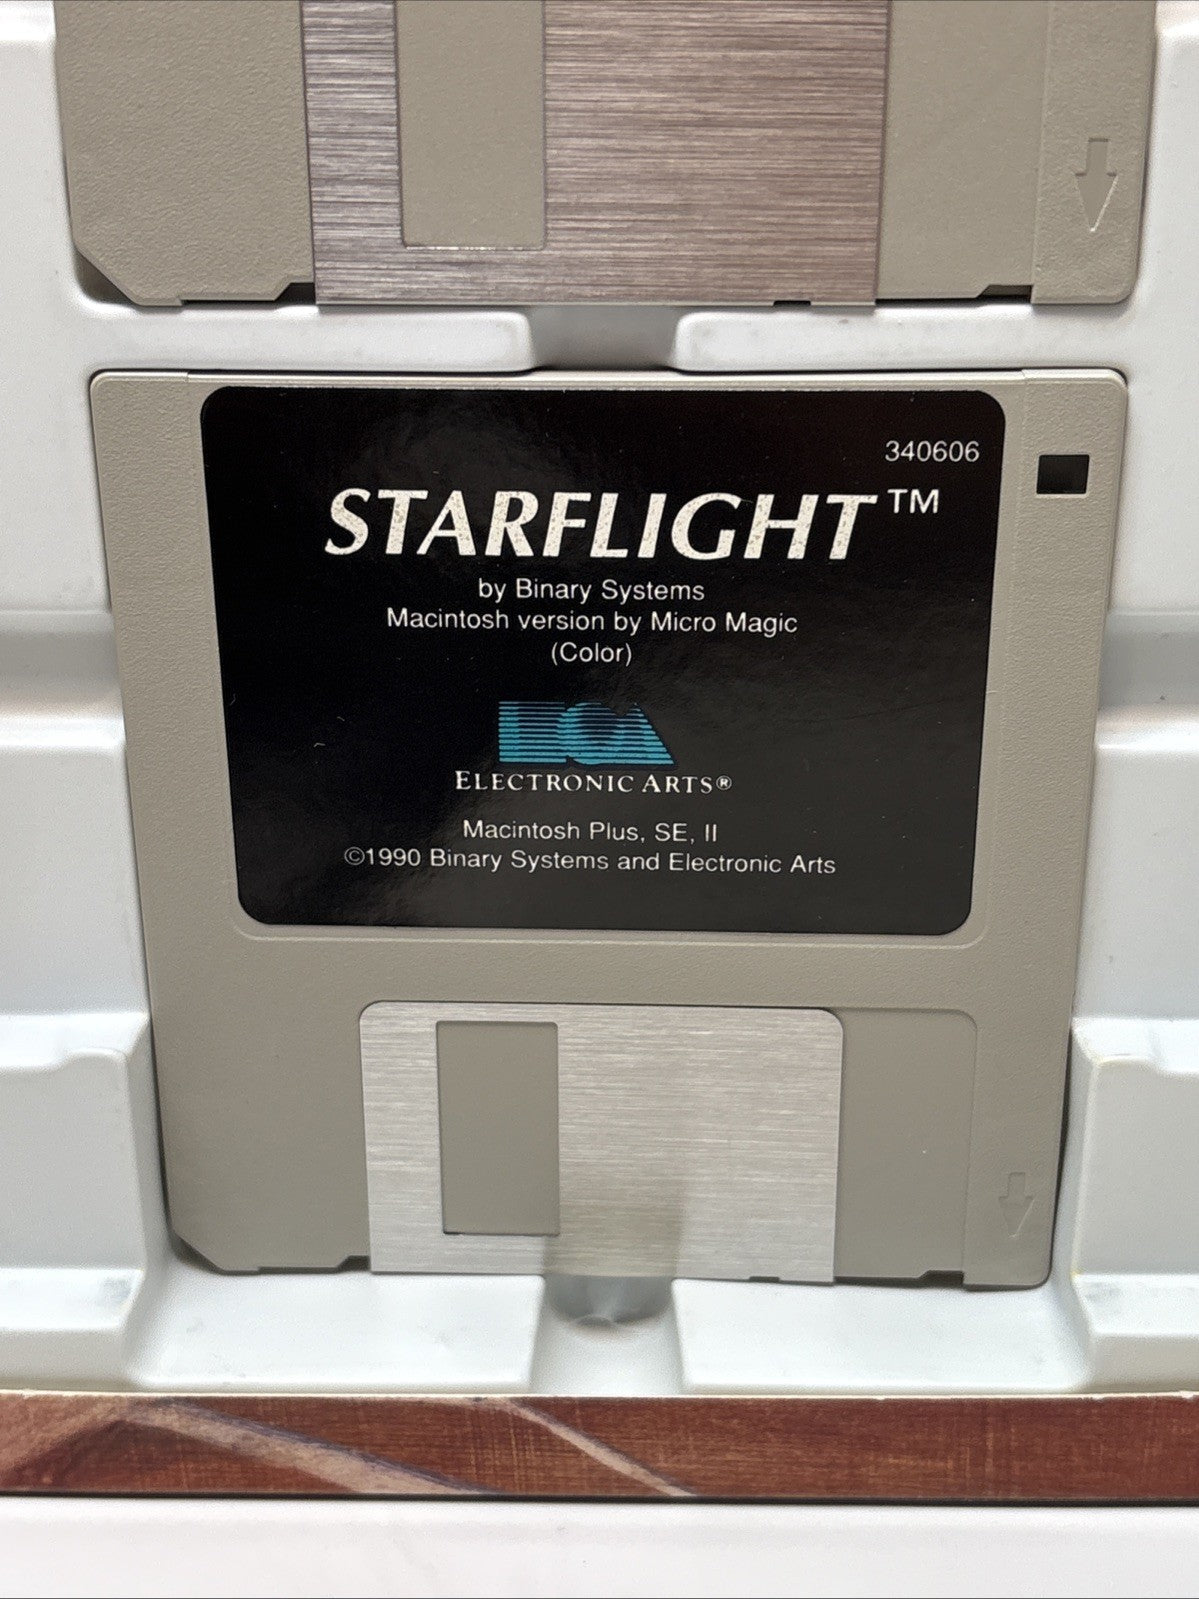 340606
STARFLIGHT™
by Binary Systems
Macintosh version by Micro Magic
(Color)
EA
ELECTRONIC ARTS®
Macintosh Plus, SE, II
©1990 Binary Systems and Electronic Arts